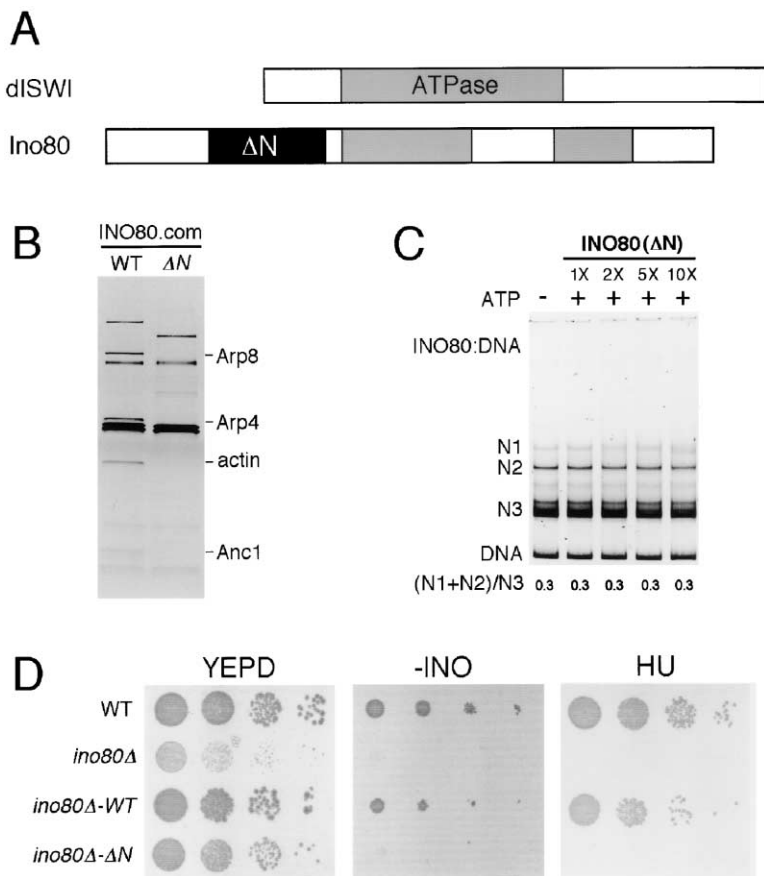 A
dISWI
ATPase
Ino80
ΔN
B
INO80.com
WT ΔN
Arp8
Arp4
actin
Anc1
C
INO80(ΔN)
1X 2X 5X 10X
ATP - + + + +
INO80:DNA
N1
N2
N3
DNA
(N1+N2)/N3 0.3 0.3 0.3 0.3 0.3
D
YEPD -INO HU
WT
ino80Δ
ino80Δ-WT
ino80Δ-ΔN